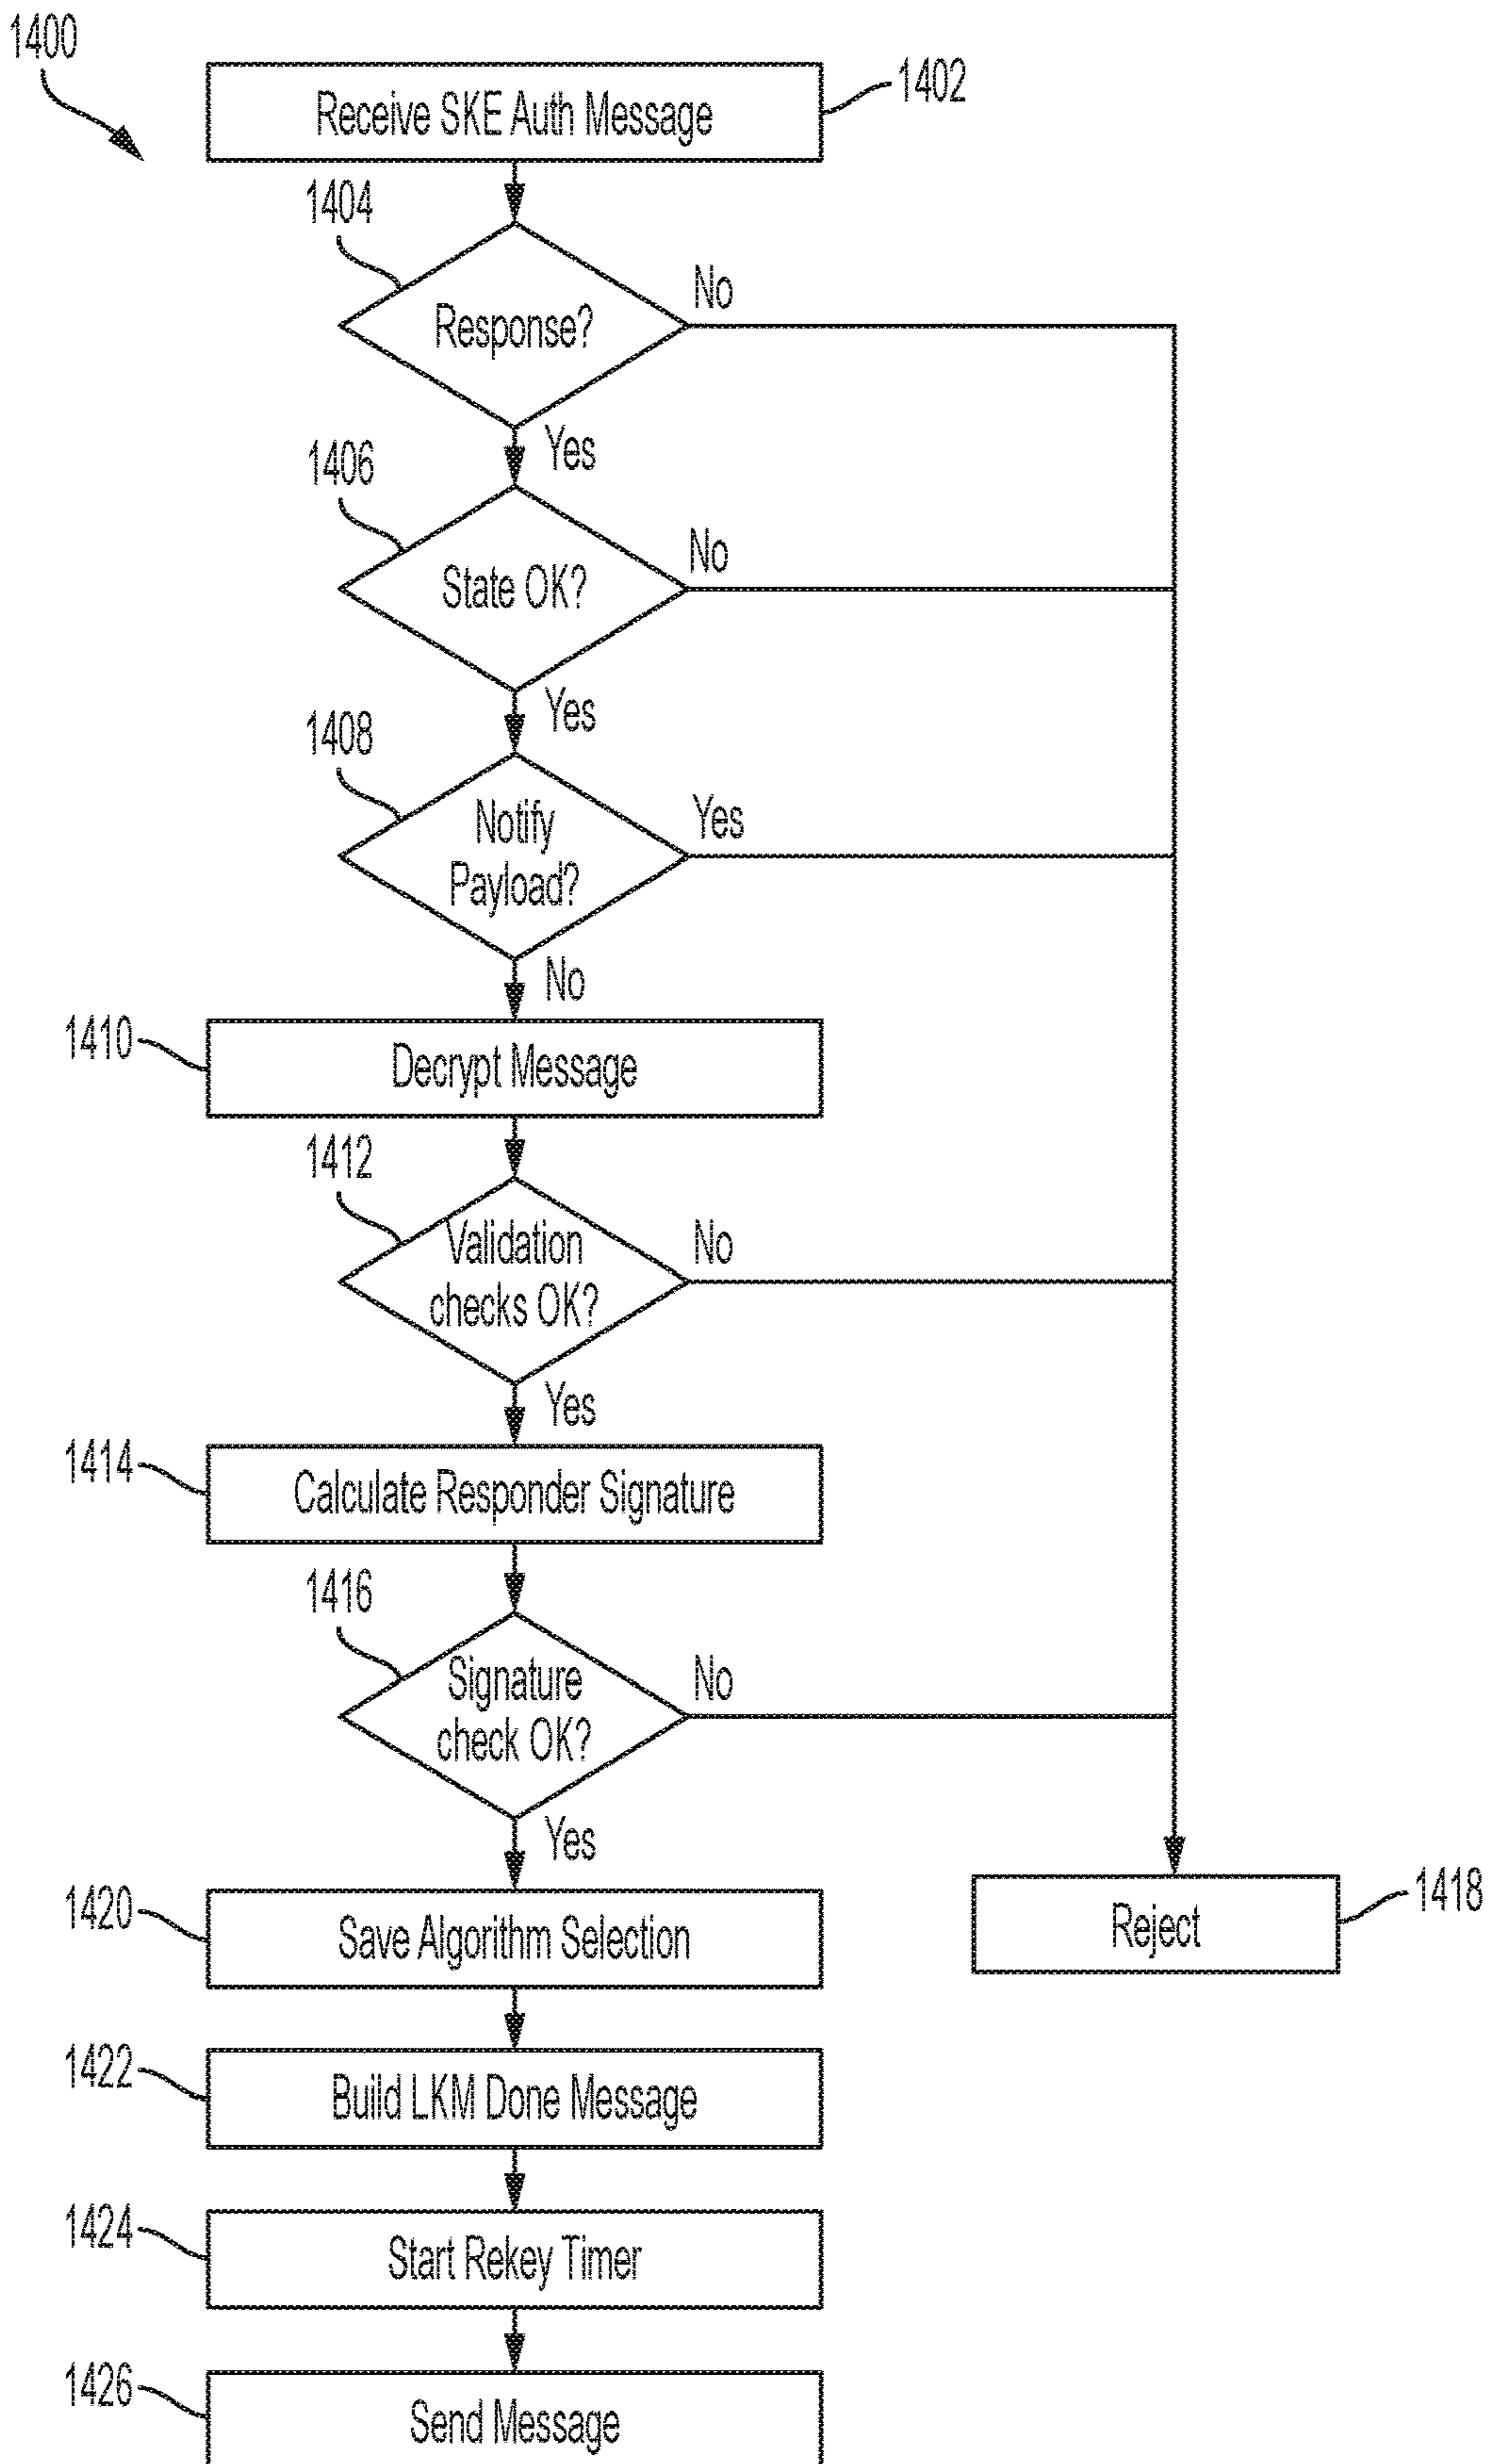 1400
Receive SKE Auth Message
1402
1404
Response?
No
Yes
1406
State OK?
No
Yes
1408
Notify
Payload?
Yes
No
1410
Decrypt Message
1412
Validation
checks OK?
No
Yes
1414
Calculate Responder Signature
1416
Signature
check OK?
No
Yes
1420
Save Algorithm Selection
Reject
1418
1422
Build LKM Done Message
1424
Start Rekey Timer
1426
Send Message